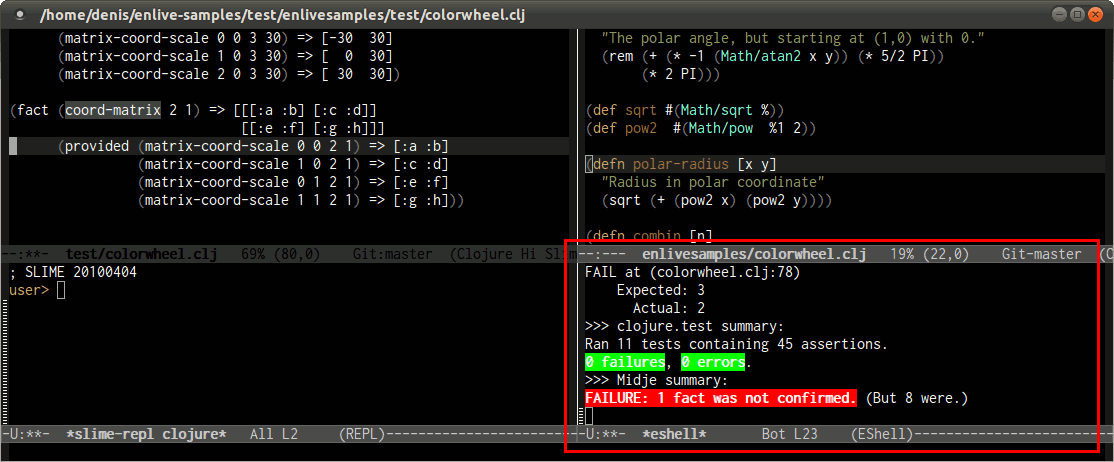 /home/denis/enlive-samples/test/enlivesamples/test/colorwheel.clj
(matrix-coord-scale 0 0 3 30) => [-30  30]
(matrix-coord-scale 1 0 3 30) => [  0  30]
(matrix-coord-scale 2 0 3 30) => [ 30  30])
(fact (coord-matrix 2 1) => [[[:a :b] [:c :d]]
[[:e :f] [:g :h]]]
(provided (matrix-coord-scale 0 0 2 1) => [:a :b]
(matrix-coord-scale 1 0 2 1) => [:c :d]
(matrix-coord-scale 0 1 2 1) => [:e :f]
(matrix-coord-scale 1 1 2 1) => [:g :h]))
--:**-  test/colorwheel.clj   69% (80,0)    Git:master  (Clojure Hi Slim
"The polar angle, but starting at (1,0) with 0."
(rem (+ (* -1 (Math/atan2 x y)) (* 5/2 PI))
(* 2 PI)))
(def sqrt #(Math/sqrt %))
(def pow2  #(Math/pow  %1 2))
(defn polar-radius [x y]
"Radius in polar coordinate"
(sqrt (+ (pow2 x) (pow2 y))))
(defn combin [n]
--:---  enlivesamples/colorwheel.clj   19% (22,0)    Git-master  (C
; SLIME 20100404
user>
-U:**-  *slime-repl clojure*   All L2     (REPL)
FAIL at (colorwheel.clj:78)
Expected: 3
Actual: 2
>>> clojure.test summary:
Ran 11 tests containing 45 assertions.
0 failures, 0 errors.
>>> Midje summary:
FAILURE: 1 fact was not confirmed. (But 8 were.)
-U:**-  *eshell*       Bot L23    (EShell)